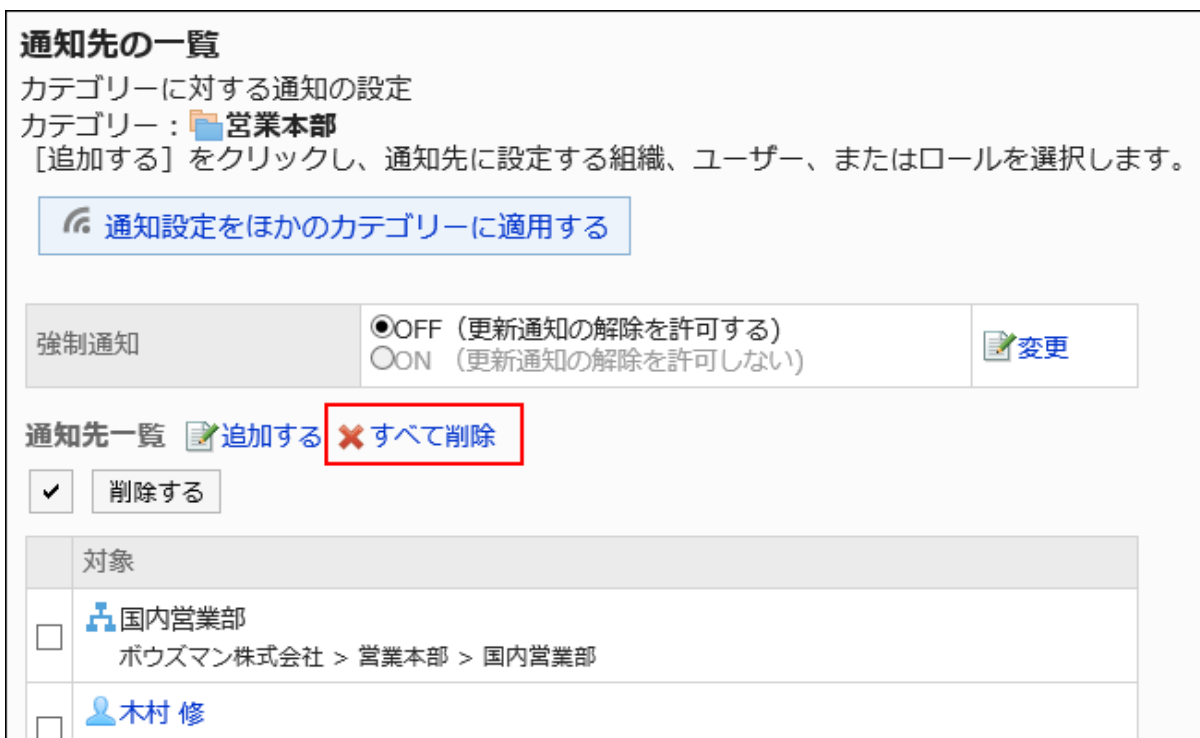 通知先の一覧
カテゴリーに対する通知の設定
カテゴリー：営業本部
［追加する］をクリックし、通知先に設定する組織、ユーザー、またはロールを選択します。
通知設定をほかのカテゴリーに適用する
強制通知
OFF（更新通知の解除を許可する)
ON （更新通知の解除を許可しない)
変更
通知先一覧 追加する すべて削除
削除する
対象
国内営業部
ボウズマン株式会社 > 営業本部 > 国内営業部
木村 修